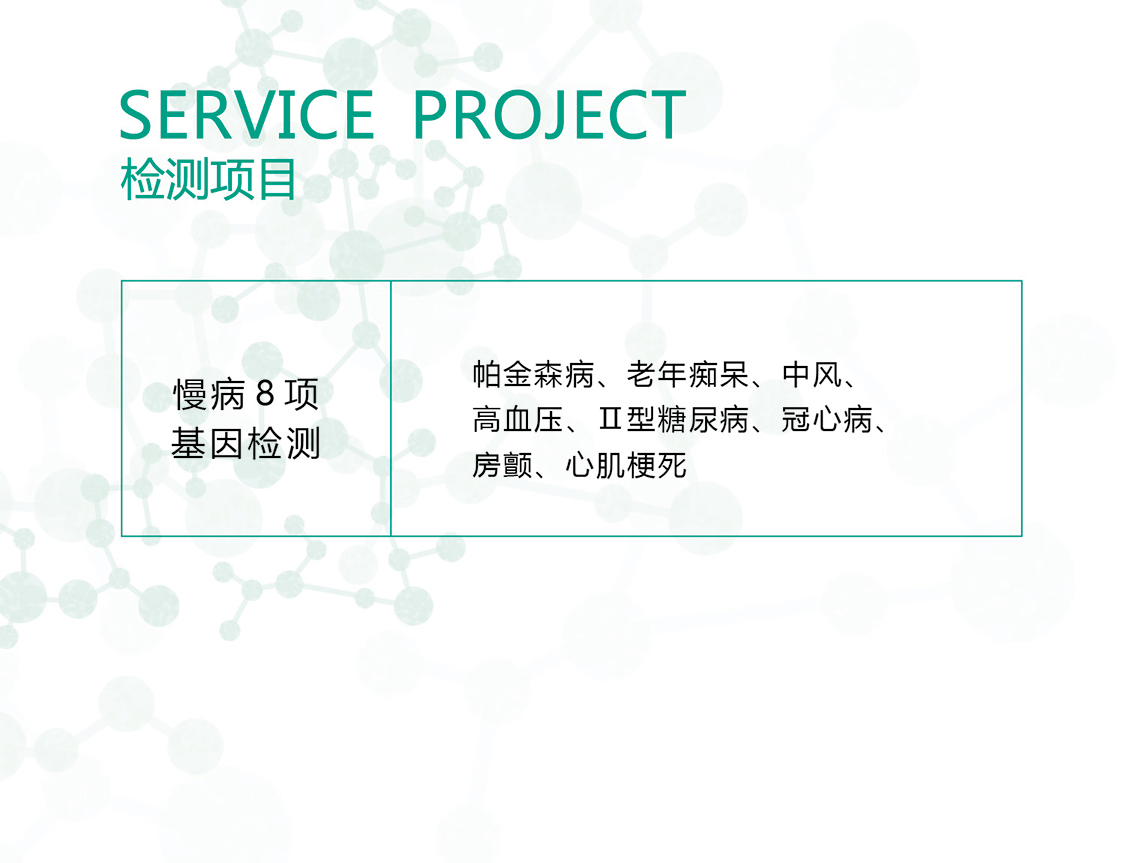 SERVICE PROJECT
检测项目
慢病8项
基因检测
帕金森病、老年痴呆、中风、
高血压、Ⅱ型糖尿病、冠心病、
房颤、心肌梗死